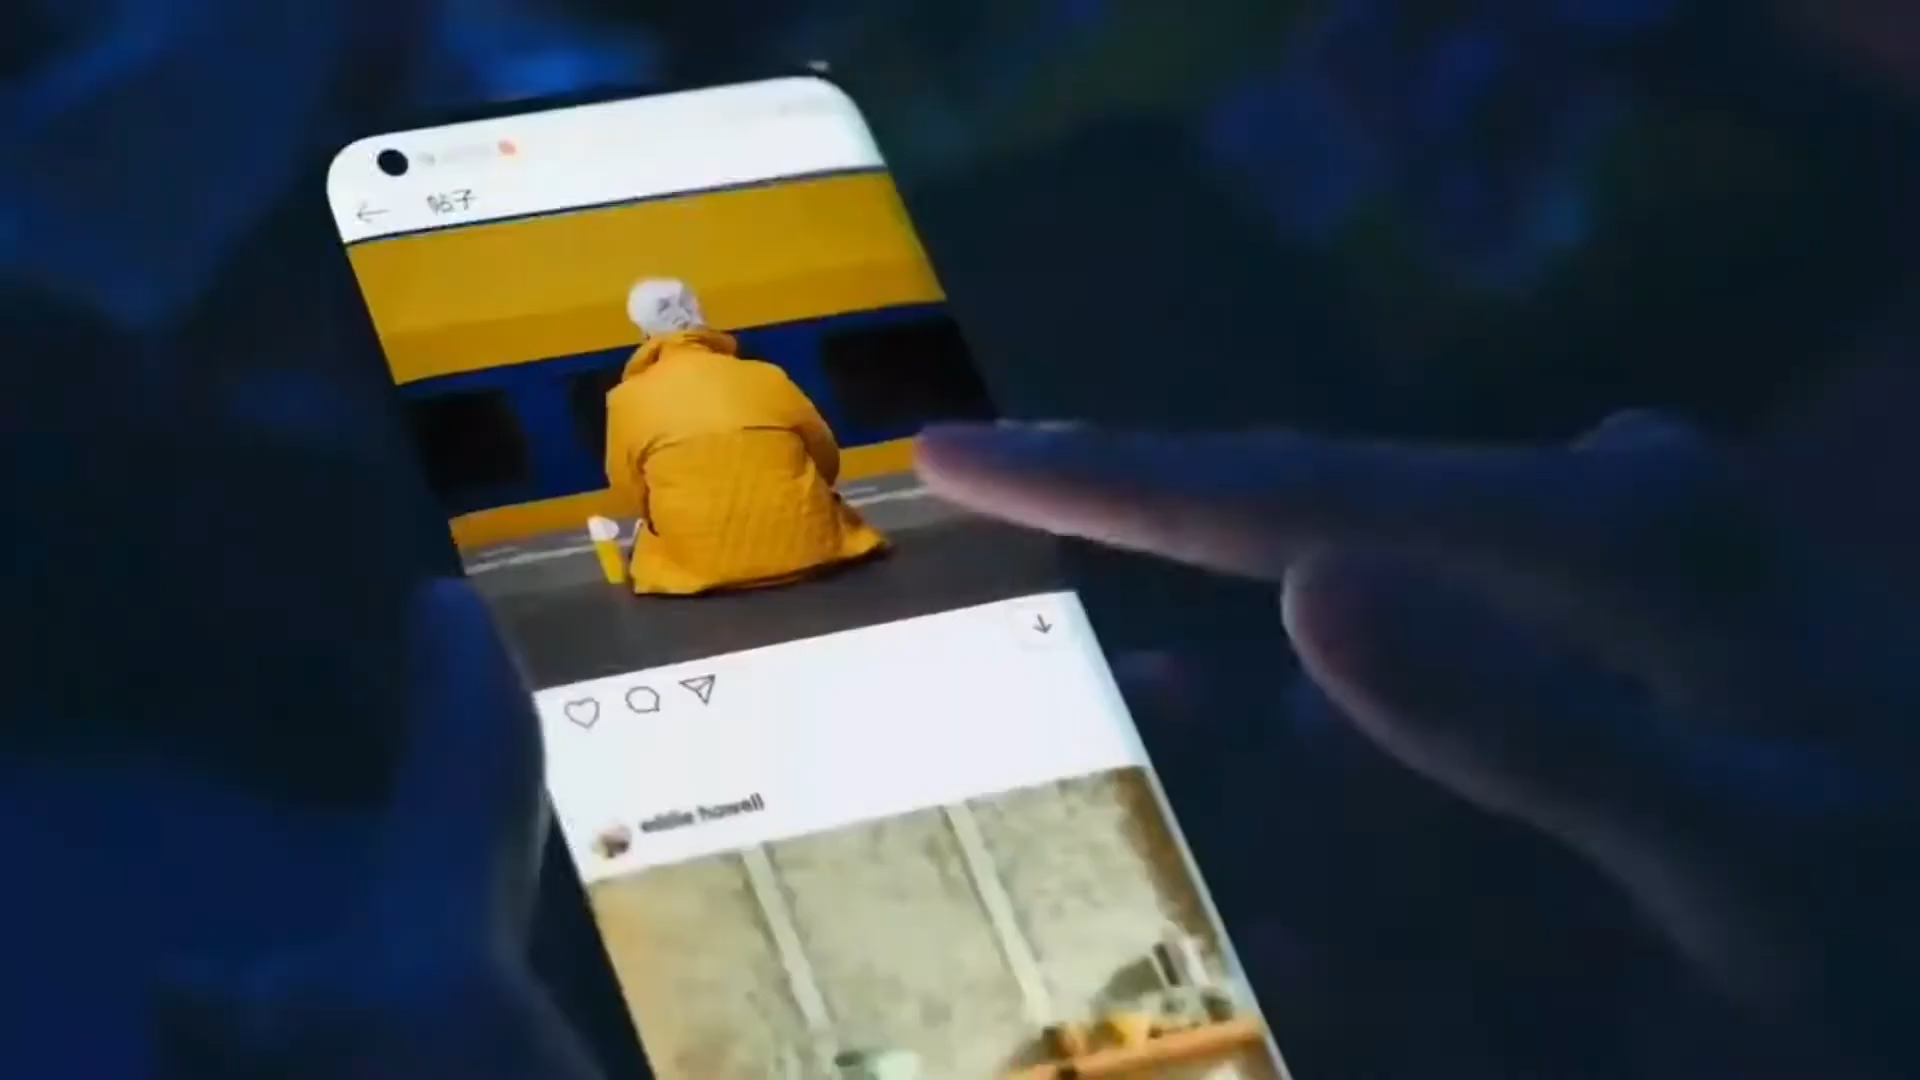 帖子
eddie howell